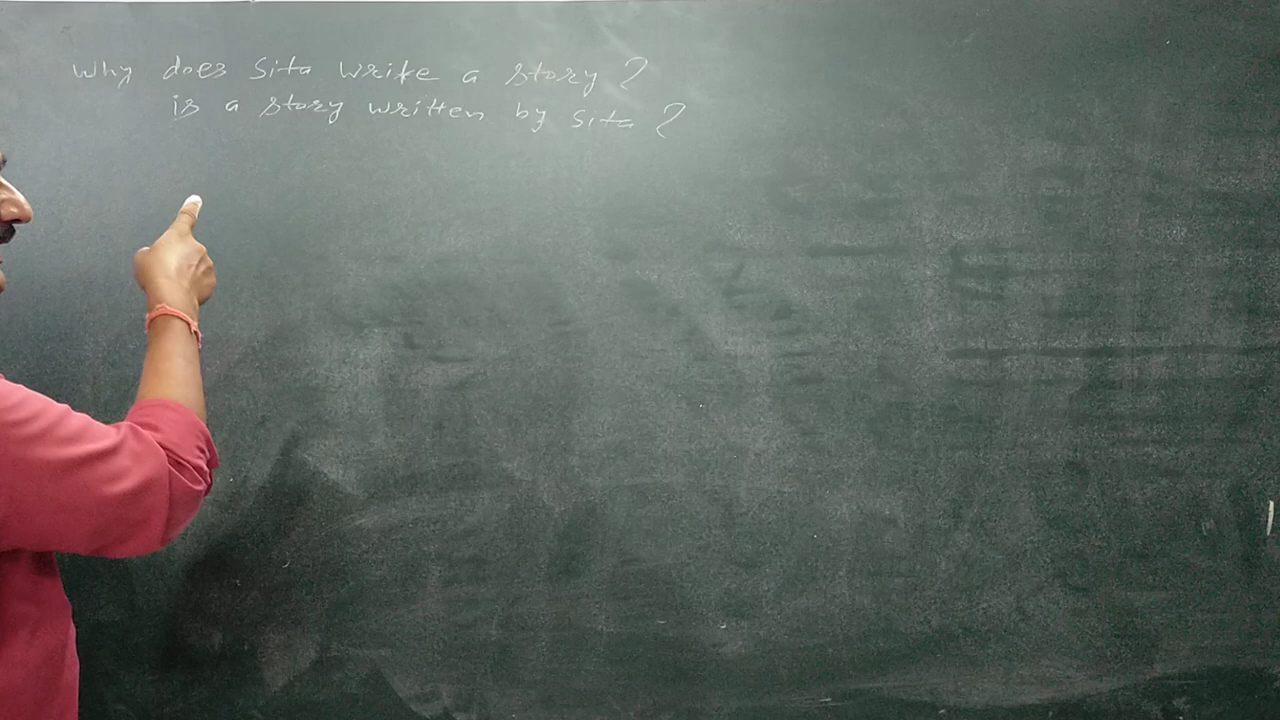 Why does Sita write a story ?
is a story written by Sita ?